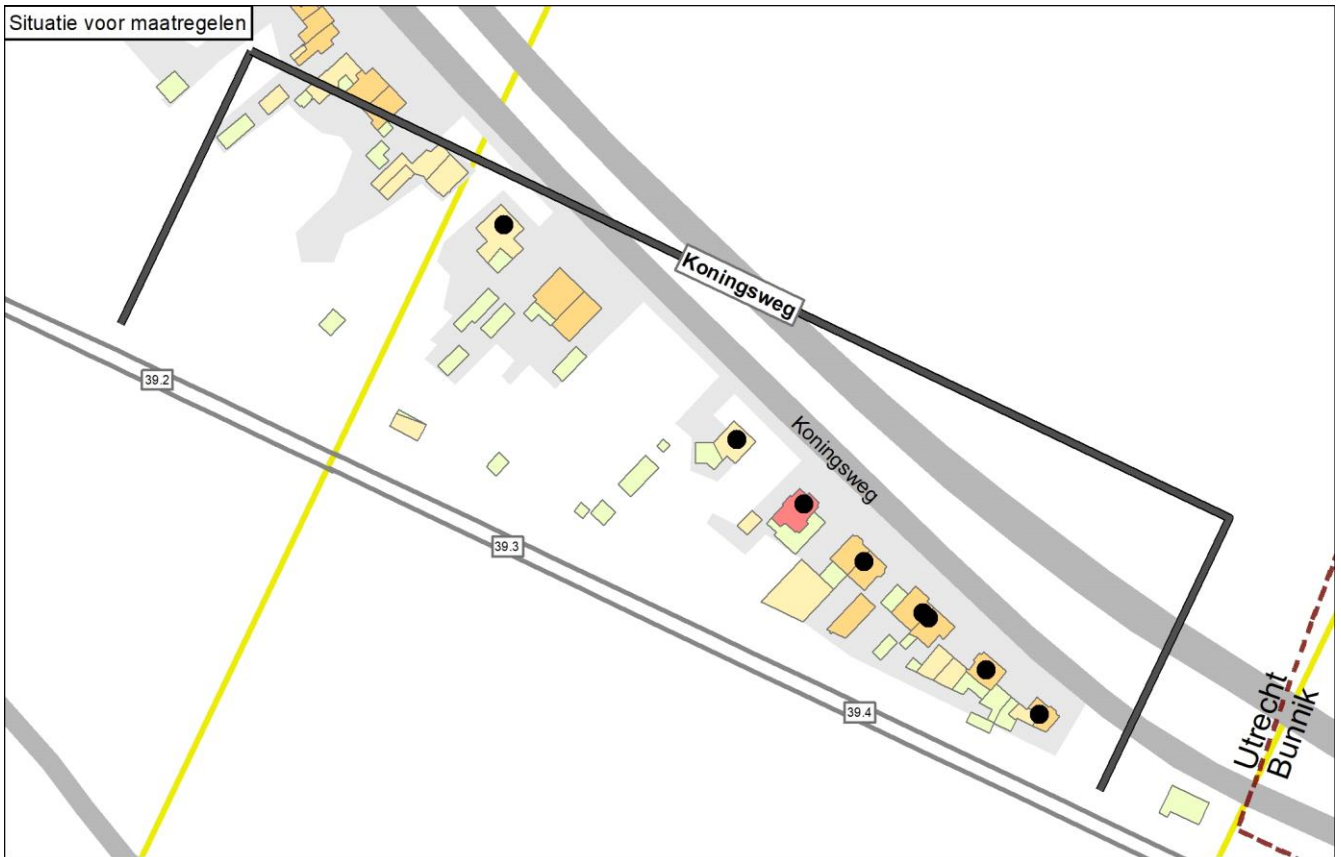 Situatie voor maatregelen
Koningsweg
39.2
Koningsweg
39.3
39.4
Utrecht
Bunnik